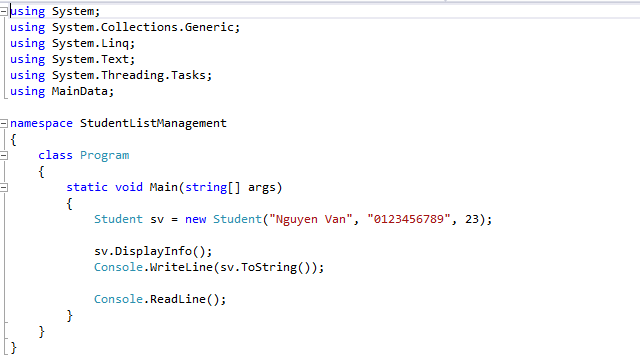 using System;
using System.Collections.Generic;
using System.Linq;
using System.Text;
using System.Threading.Tasks;
using MainData;

namespace StudentListManagement
{
    class Program
    {
        static void Main(string[] args)
        {
            Student sv = new Student("Nguyen Van", "0123456789", 23);

            sv.DisplayInfo();
            Console.WriteLine(sv.ToString());

            Console.ReadLine();
        }
    }
}